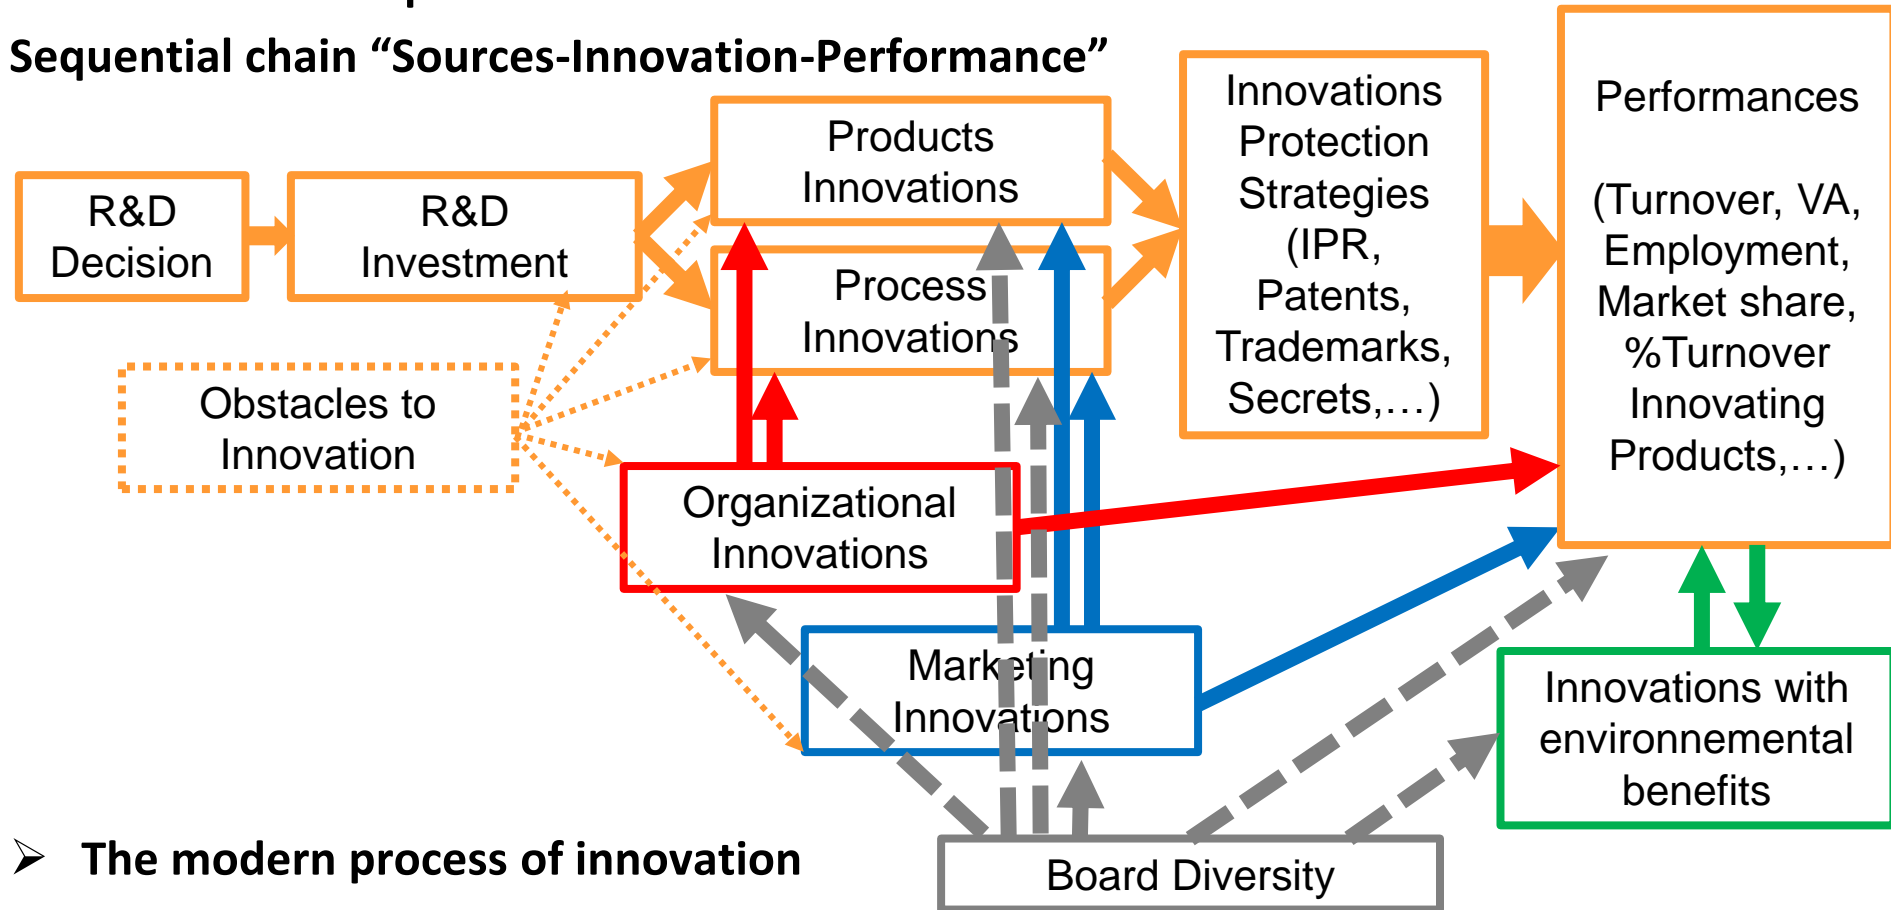 Sequential chain “Sources-Innovation-Performance”
R&D
Decision
R&D
Investment
Products
Innovations
Process
Innovations
Innovations
Protection
Strategies
(IPR,
Patents,
Trademarks,
Secrets,…)
Performances
(Turnover, VA,
Employment,
Market share,
%Turnover
Innovating
Products,…)
Obstacles to
Innovation
Organizational
Innovations
Marketing
Innovations
Innovations with
environnemental
benefits
➢ The modern process of innovation
Board Diversity